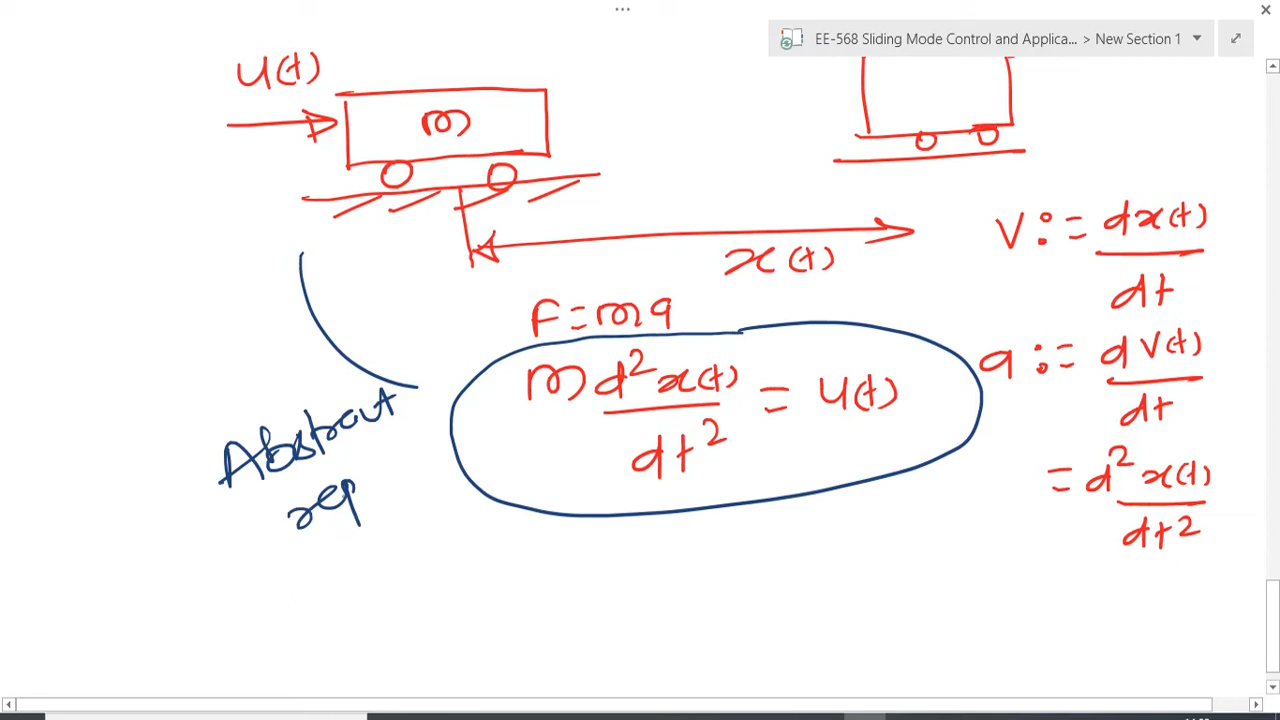 ...
EE-568 Sliding Mode Control and Applica... > New Section 1
u(t)
m
x(t)
V := dx(t)/dt
F = ma
m d²x(t)/dt² = u(t)
a := dV(t)/dt
= d²x(t)/dt²
Abstract
rep